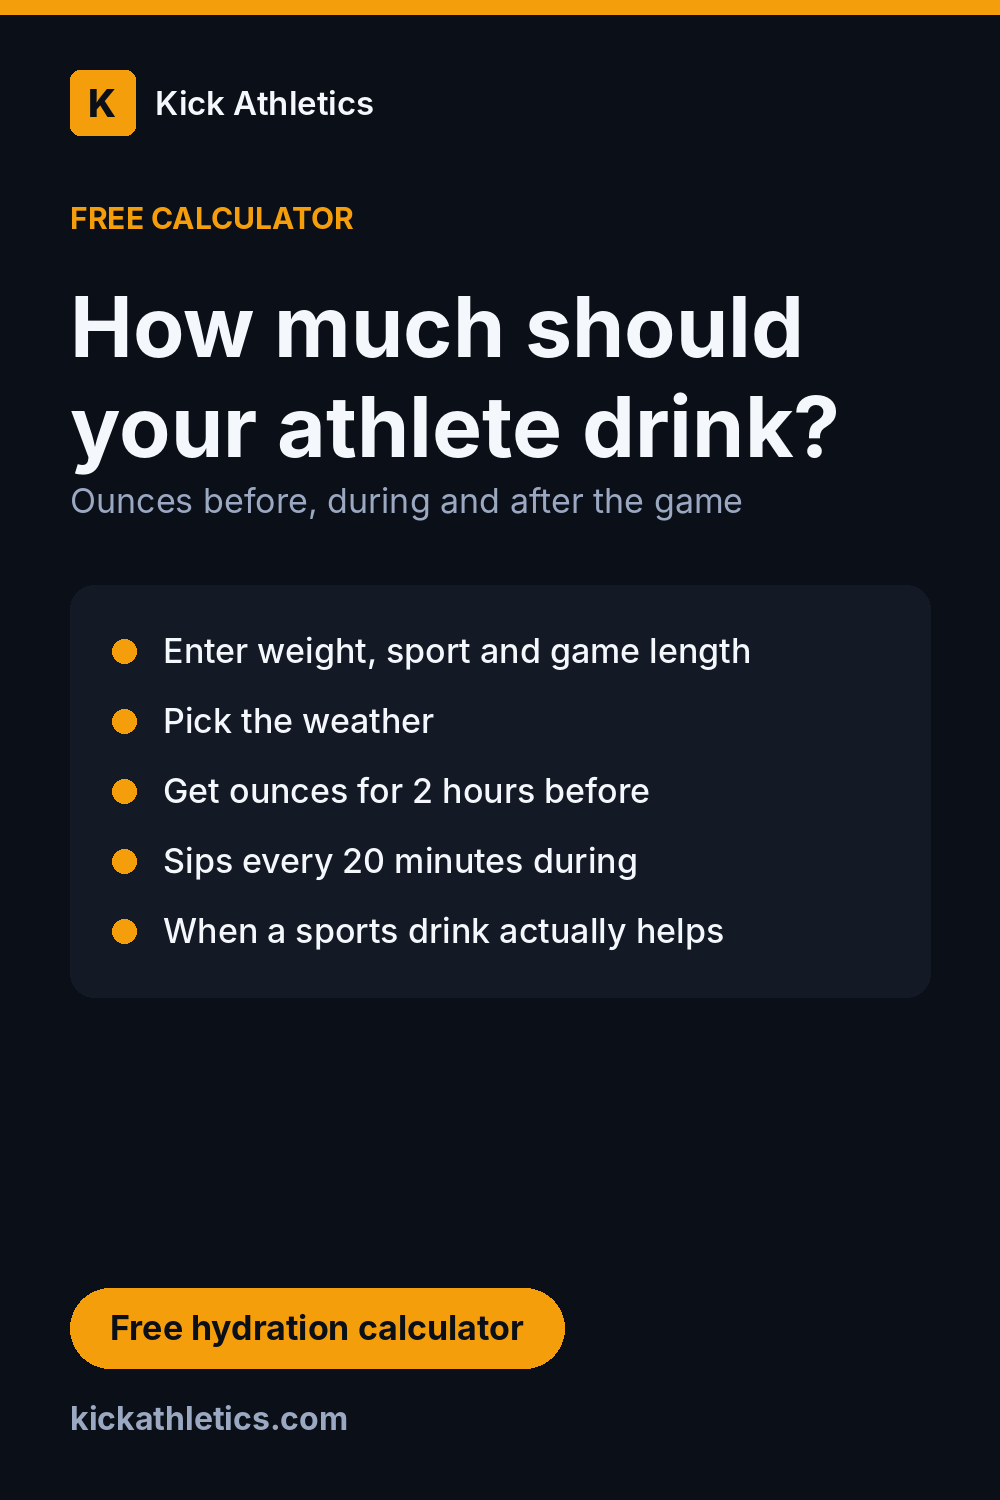 K
Kick Athletics
FREE CALCULATOR
How much should
your athlete drink?
Ounces before, during and after the game
Enter weight, sport and game length
Pick the weather
Get ounces for 2 hours before
Sips every 20 minutes during
When a sports drink actually helps
Free hydration calculator
kickathletics.com